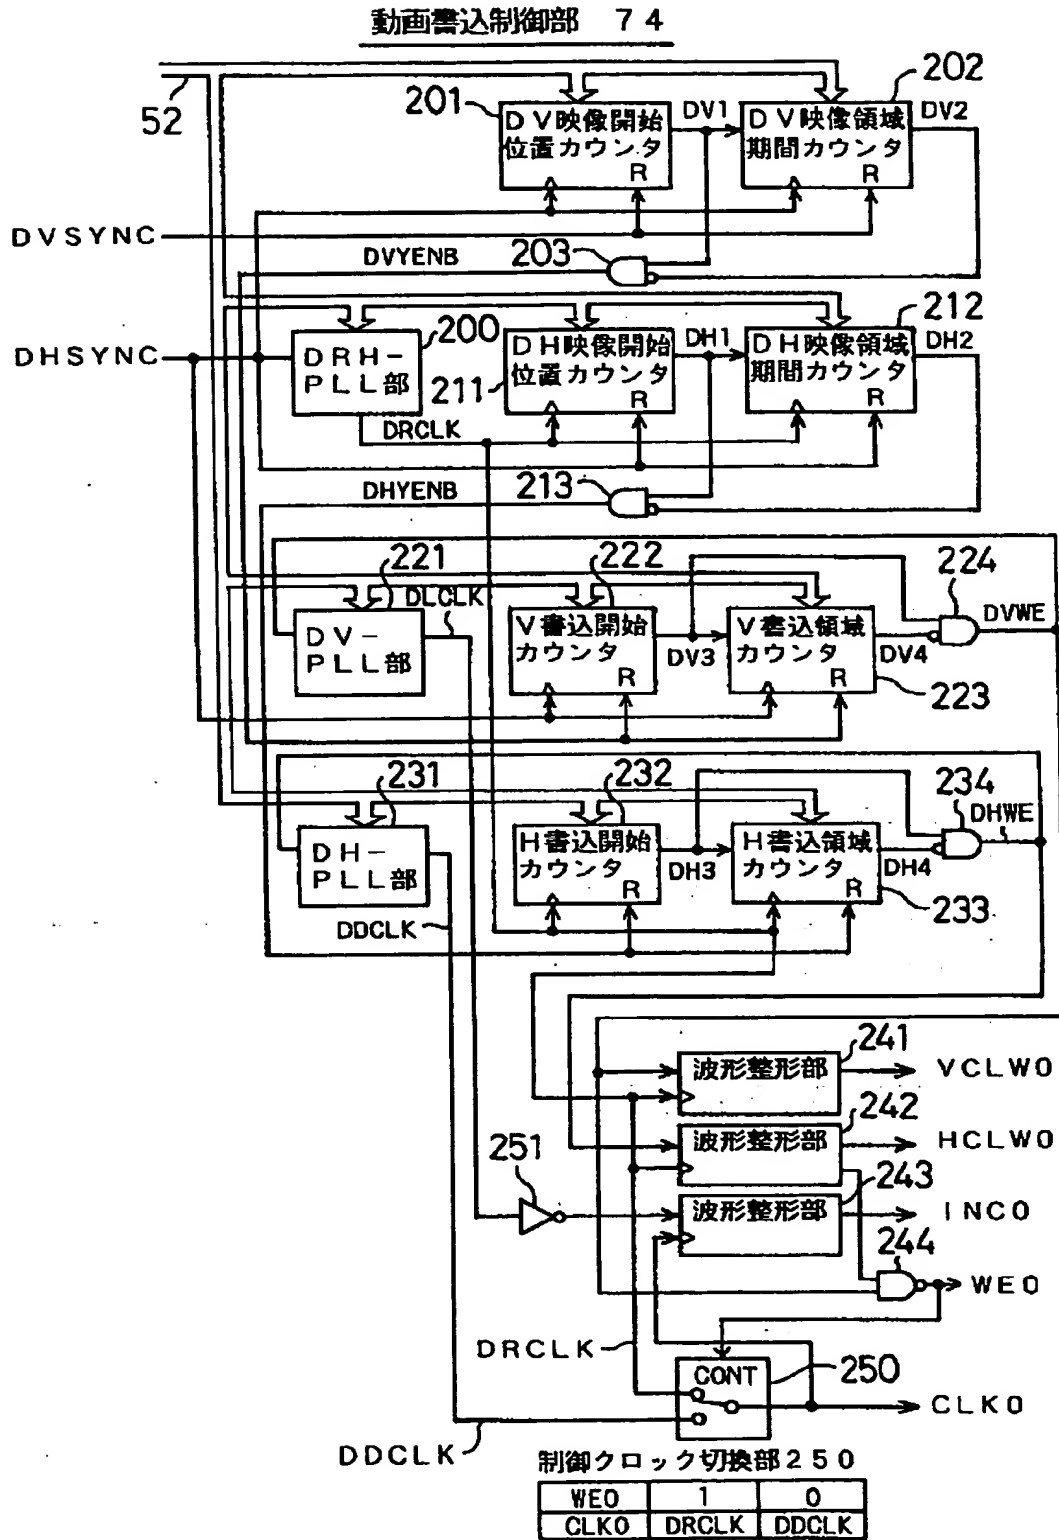 動画書込制御部 74
52
201
DV映像開始
位置カウンタ
R
DV1
202
DV映像領域
期間カウンタ
R
DV2
DVSYNC
DVYENB
203
DHSYNC
200
DRH-
PLL部
DRCLK
211
DH映像開始
位置カウンタ
R
DH1
212
DH映像領域
期間カウンタ
R
DH2
DHYENB
213
221
DV-
PLL部
DLCLK
222
V書込開始
カウンタ
R
DV3
V書込領域
カウンタ
R
223
DV4
224
DVWE
231
DH-
PLL部
DDCLK
232
H書込開始
カウンタ
R
DH3
H書込領域
カウンタ
R
233
DH4
234
DHWE
241
波形整形部
VCLW0
242
波形整形部
HCLW0
251
243
波形整形部
INC0
244
WE0
DRCLK
CONT
250
CLK0
DDCLK
制御クロック切換部250
WE0 1 0
CLK0 DRCLK DDCLK